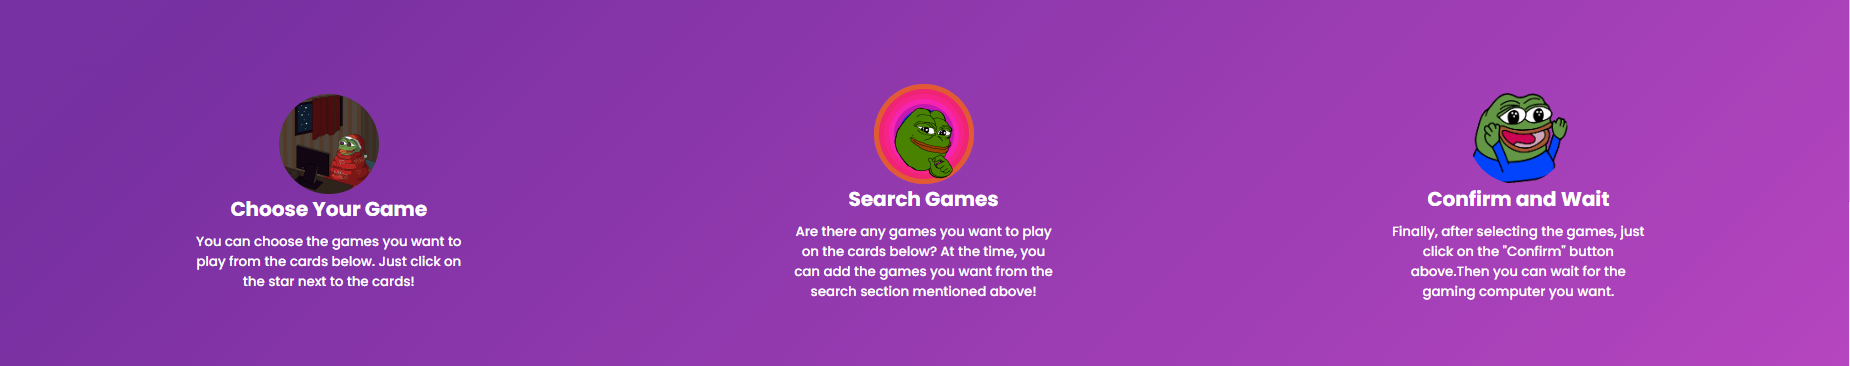 Choose Your Game
You can choose the games you want to
play from the cards below. Just click on
the star next to the cards!
Search Games
Are there any games you want to play
on the cards below? At the time, you
can add the games you want from the
search section mentioned above!
Confirm and Wait
Finally, after selecting the games, just
click on the "Confirm" button
above.Then you can wait for the
gaming computer you want.